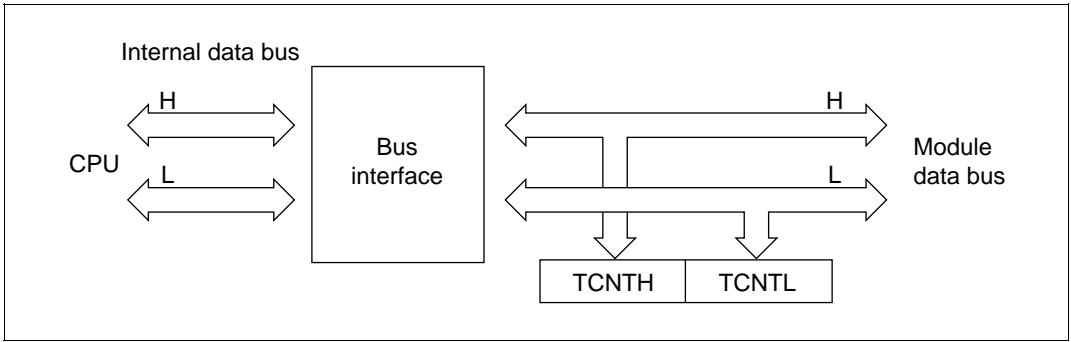 Internal data bus
H
H
CPU
Bus
interface
Module
data bus
L
L
TCNTH
TCNTL